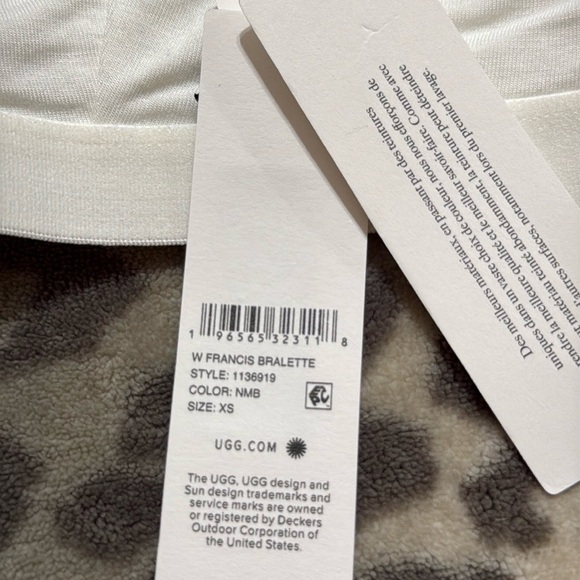 1 96565 32311 8
W FRANCIS BRALETTE
STYLE: 1136919
COLOR: NMB
SIZE: XS
UGG.COM
The UGG, UGG design and
Sun design trademarks and
service marks are owned
or registered by Deckers
Outdoor Corporation of
the United States.
Des meilleurs matériaux, en passant par des teintures
uniques dans un vaste choix de couleur, nous nous efforçons de
rendre la meilleure qualité et le meilleur savoir-faire. Comme avec
matériau teinté abondamment, la teinture peut déteindre
autres surfaces, notamment lors du premier lavage.